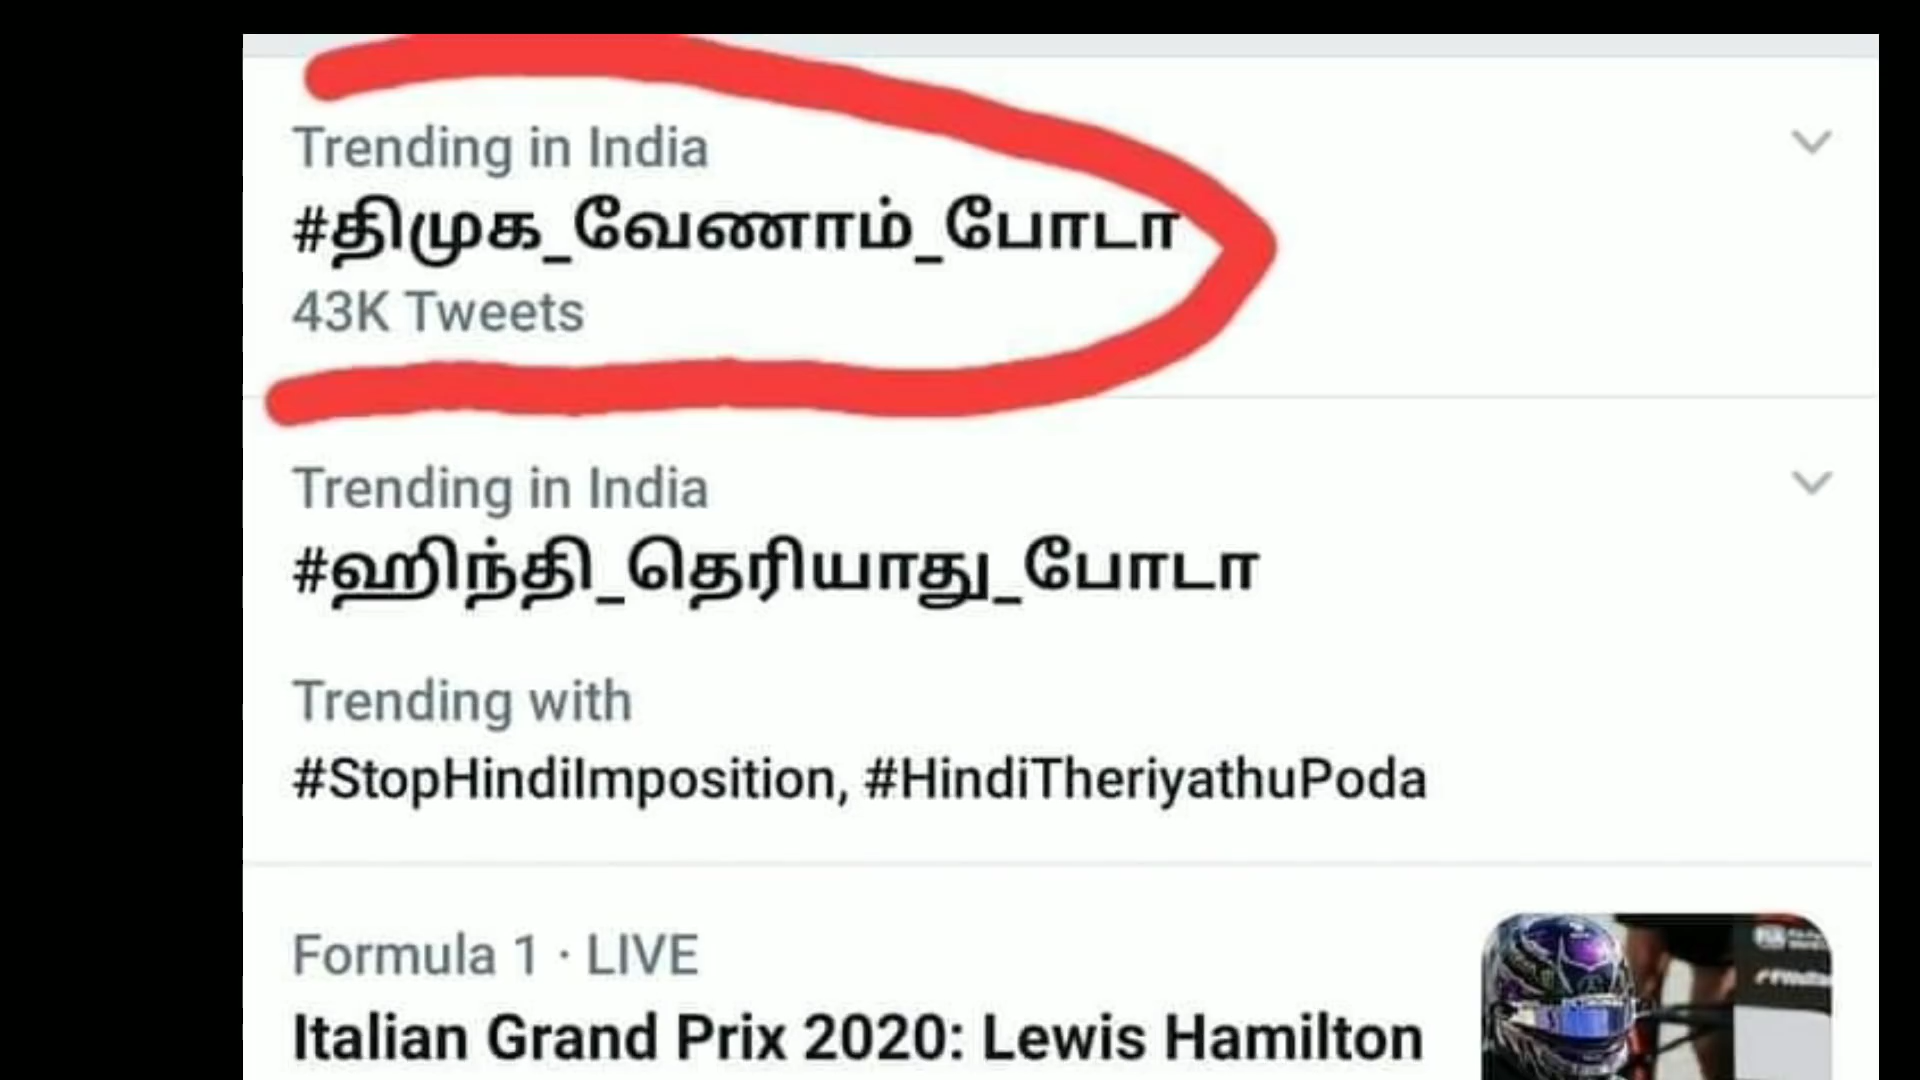 Trending in India
#திமுக_வேணாம்_போடா
43K Tweets
Trending in India
#ஹிந்தி_தெரியாது_போடா
Trending with
#StopHindiImposition, #HindiTheriyathuPoda
Formula 1 · LIVE
Italian Grand Prix 2020: Lewis Hamilton